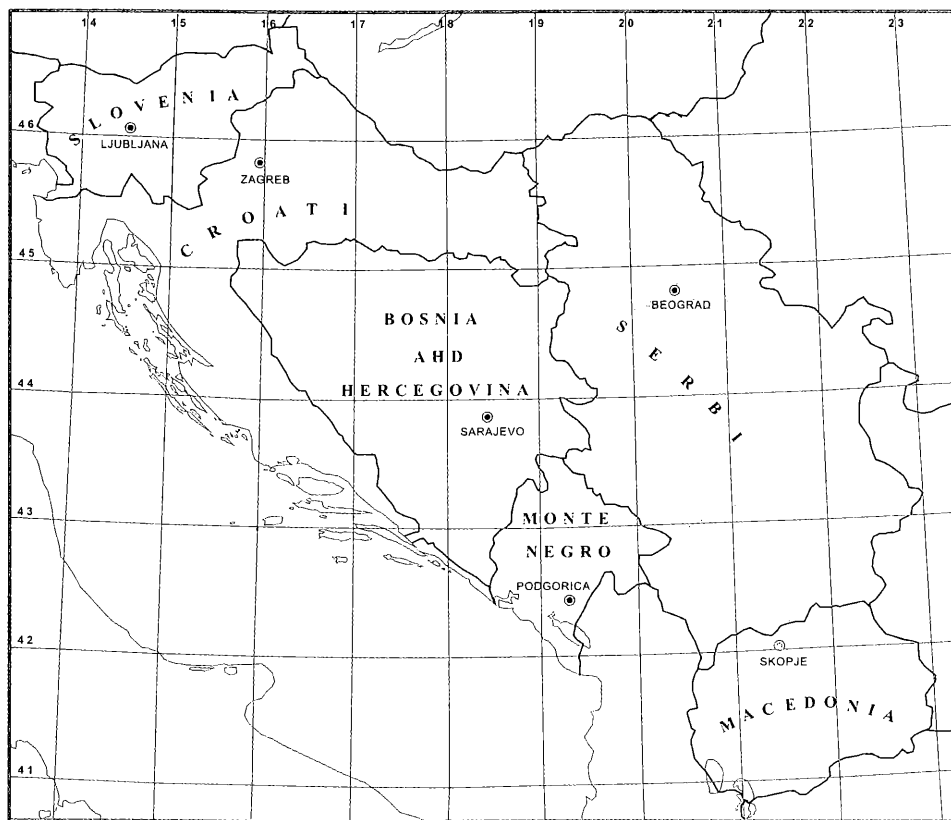 14 15 16 17 18 19 20 21 22 23
SLOVENIA
46
LJUBLJANA
ZAGREB
CROATI
45
BEOGRAD
BOSNIA
AHD
HERCEGOVINA
SERBI
44
SARAJEVO
43
MONTE
NEGRO
PODGORICA
42
SKOPJE
MACEDONIA
41